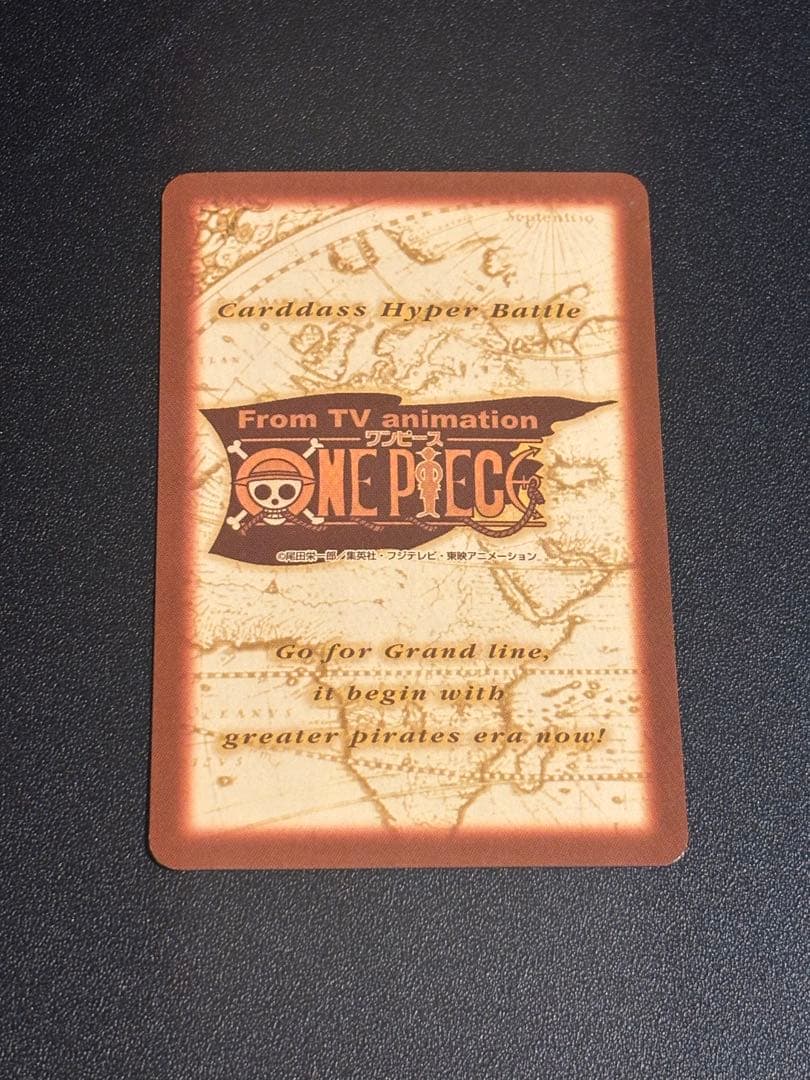 Septentrio
Carddass Hyper Battle
From TV animation
ワンピース
ONE PIECE
©尾田栄一郎／集英社・フジテレビ・東映アニメーション
Go for Grand line,
it begin with
greater pirates era now!